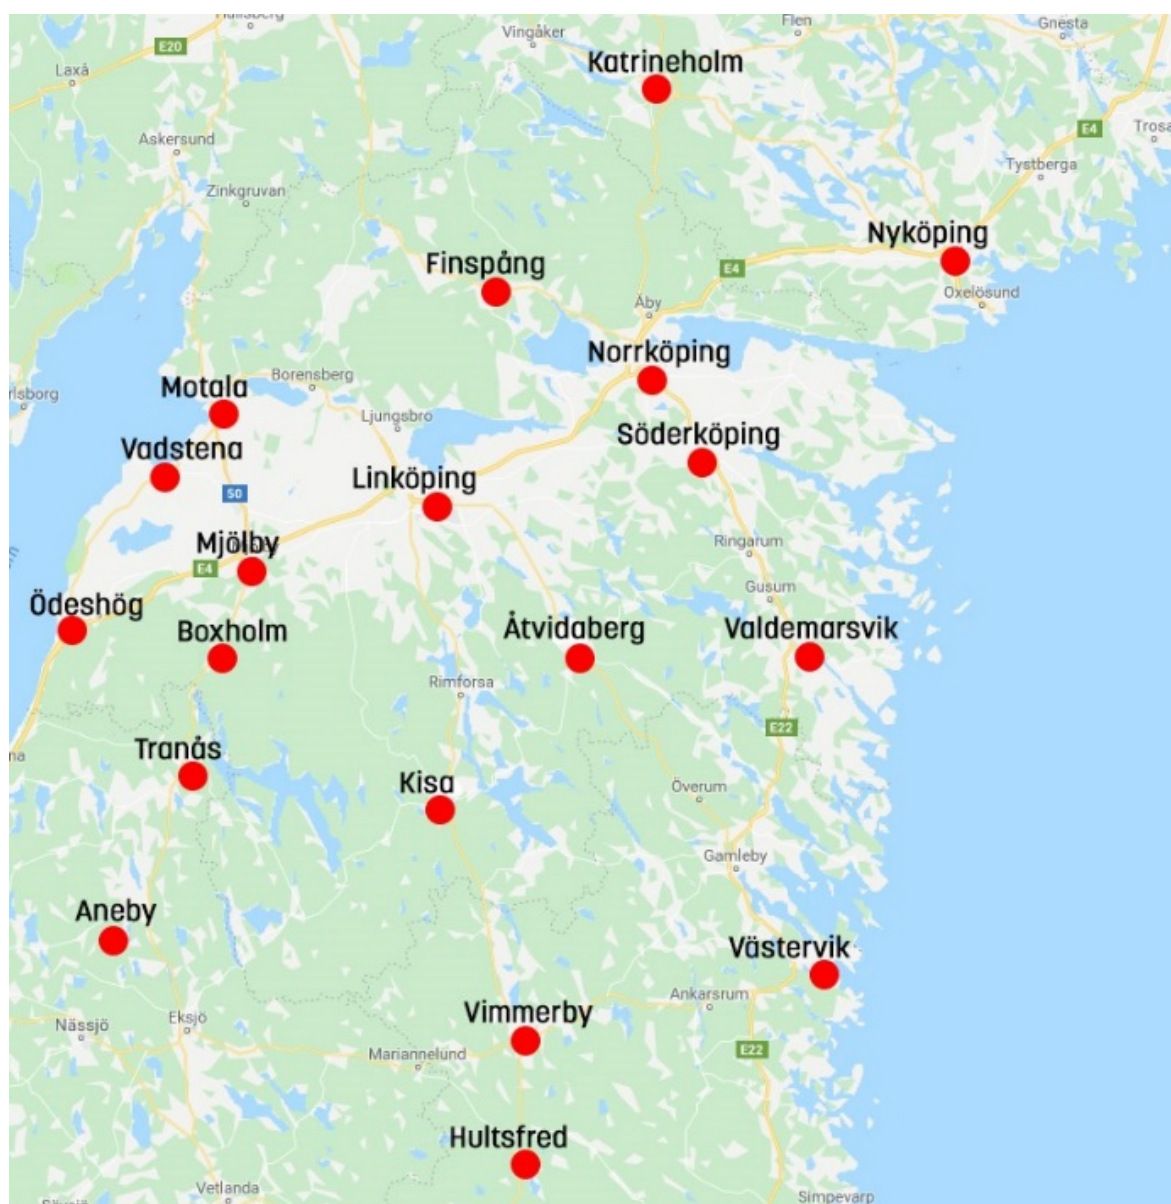 Vingåker
Flen
Gnesta
E20
Katrineholm
Laxå
E4
Trosa
Askersund
Tystberga
Zinkgruvan
Nyköping
Finspång
E4
Oxelösund
Åby
Norrköping
Borensberg
Motala
rlsborg
Ljungsbro
Söderköping
Vadstena
Linköping
50
Ringarum
Mjölby
E4
Gusum
Ödeshög
Boxholm
Åtvidaberg
Valdemarsvik
Rimforsa
E22
Tranås
na
Kisa
Överum
Gamleby
Aneby
Västervik
Ankarsrum
Vimmerby
Eksjö
Nässjö
Mariannelund
E22
Hultsfred
Vetlanda
Simpevarp